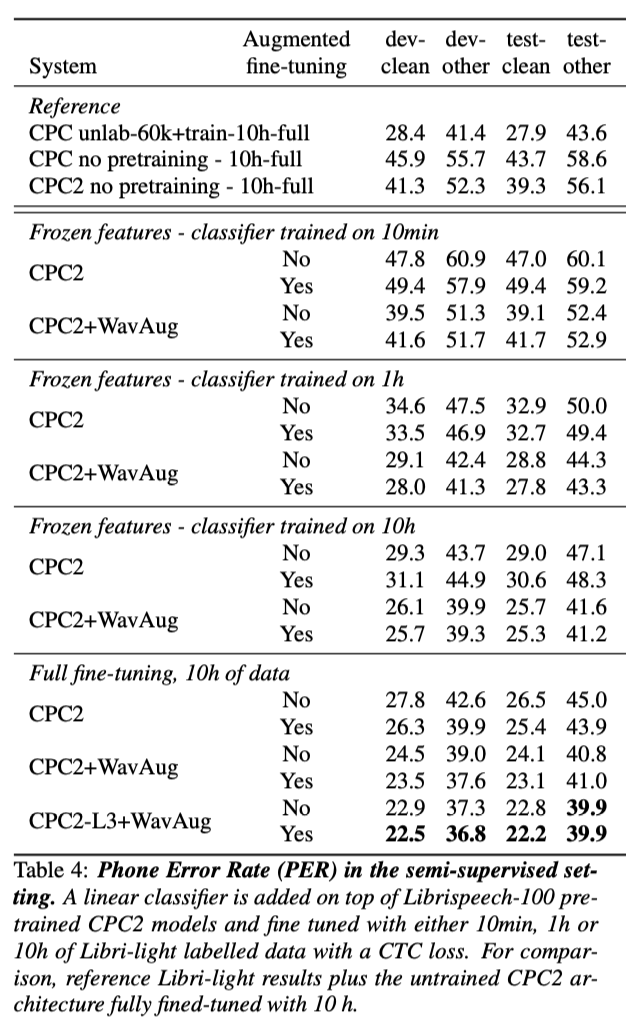 Augmented dev- dev- test- test-
System fine-tuning clean other clean other
Reference
CPC unlab-60k+train-10h-full 28.4 41.4 27.9 43.6
CPC no pretraining - 10h-full 45.9 55.7 43.7 58.6
CPC2 no pretraining - 10h-full 41.3 52.3 39.3 56.1
Frozen features - classifier trained on 10min
CPC2 No 47.8 60.9 47.0 60.1
Yes 49.4 57.9 49.4 59.2
CPC2+WavAug No 39.5 51.3 39.1 52.4
Yes 41.6 51.7 41.7 52.9
Frozen features - classifier trained on 1h
CPC2 No 34.6 47.5 32.9 50.0
Yes 33.5 46.9 32.7 49.4
CPC2+WavAug No 29.1 42.4 28.8 44.3
Yes 28.0 41.3 27.8 43.3
Frozen features - classifier trained on 10h
CPC2 No 29.3 43.7 29.0 47.1
Yes 31.1 44.9 30.6 48.3
CPC2+WavAug No 26.1 39.9 25.7 41.6
Yes 25.7 39.3 25.3 41.2
Full fine-tuning, 10h of data
CPC2 No 27.8 42.6 26.5 45.0
Yes 26.3 39.9 25.4 43.9
CPC2+WavAug No 24.5 39.0 24.1 40.8
Yes 23.5 37.6 23.1 41.0
CPC2-L3+WavAug No 22.9 37.3 22.8 39.9
Yes 22.5 36.8 22.2 39.9
Table 4: Phone Error Rate (PER) in the semi-supervised set-
ting. A linear classifier is added on top of Librispeech-100 pre-
trained CPC2 models and fine tuned with either 10min, 1h or
10h of Libri-light labelled data with a CTC loss. For compar-
ison, reference Libri-light results plus the untrained CPC2 ar-
chitecture fully fined-tuned with 10 h.